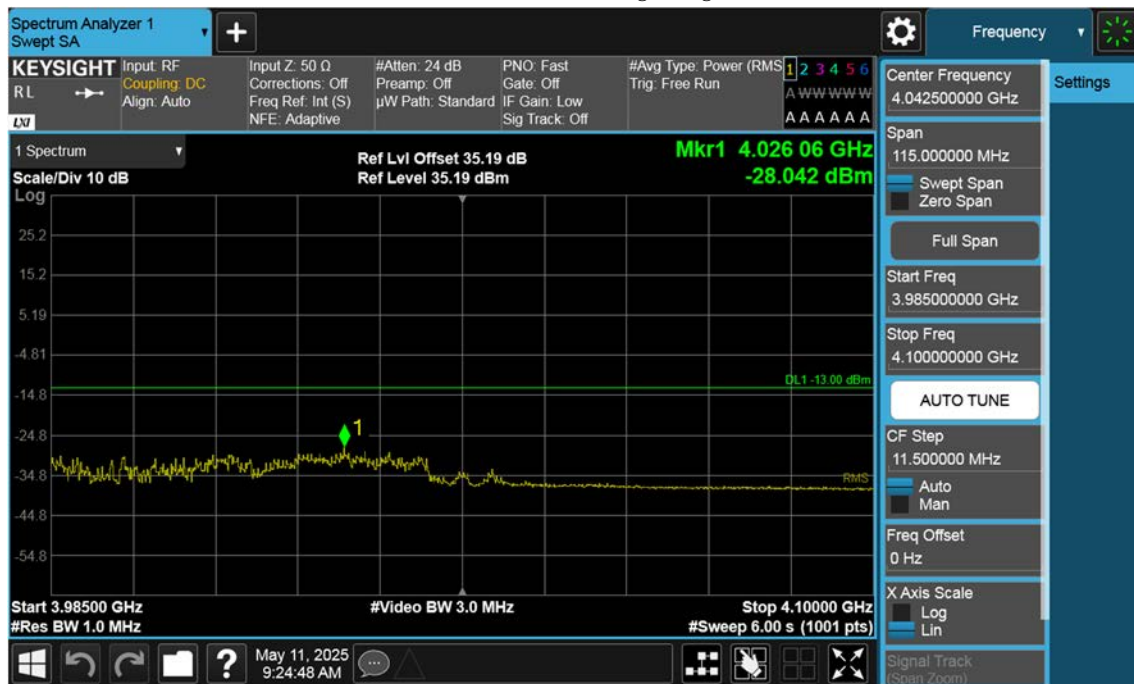 Spectrum Analyzer 1
Swept SA
Frequency
KEYSIGHT
RL
LXI
Input: RF
Coupling: DC
Align: Auto
Input Z: 50 Ω
Corrections: Off
Freq Ref: Int (S)
NFE: Adaptive
#Atten: 24 dB
Preamp: Off
µW Path: Standard
PNO: Fast
Gate: Off
IF Gain: Low
Sig Track: Off
#Avg Type: Power (RMS
Trig: Free Run
1 2 3 4 5 6
A W W W W W
A A A A A A
1 Spectrum
Scale/Div 10 dB
Log
Ref Lvl Offset 35.19 dB
Ref Level 35.19 dBm
Mkr1 4.026 06 GHz
-28.042 dBm
25.2
15.2
5.19
-4.81
-14.8
-24.8
-34.8
-44.8
-54.8
DL1 -13.00 dBm
1
RMS
Start 3.98500 GHz
#Res BW 1.0 MHz
#Video BW 3.0 MHz
Stop 4.10000 GHz
#Sweep 6.00 s (1001 pts)
?
May 11, 2025
9:24:48 AM
Center Frequency
4.042500000 GHz
Span
115.000000 MHz
Swept Span
Zero Span
Full Span
Start Freq
3.985000000 GHz
Stop Freq
4.100000000 GHz
AUTO TUNE
CF Step
11.500000 MHz
Auto
Man
Freq Offset
0 Hz
X Axis Scale
Log
Lin
Signal Track
(Span Zoom)
Settings